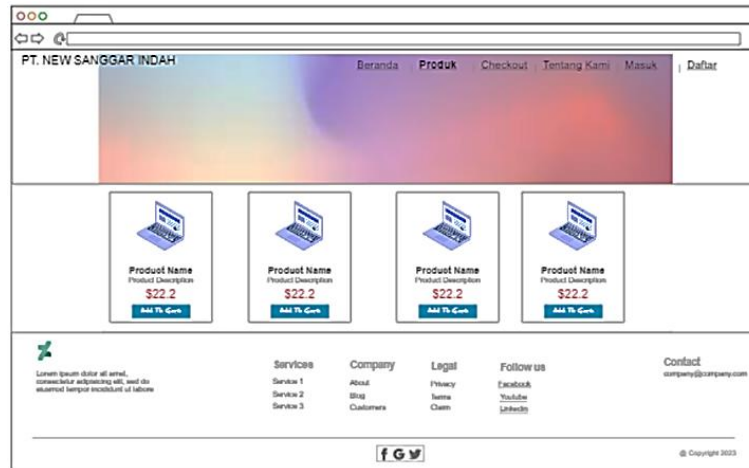 PT. NEW SANGGAR INDAH
Beranda | Produk | Checkout | Tentang Kami | Masuk | Daftar
Product Name
Product Description
$22.2
Add To Cart
Product Name
Product Description
$22.2
Add To Cart
Product Name
Product Description
$22.2
Add To Cart
Product Name
Product Description
$22.2
Add To Cart
Lorem ipsum dolor sit amet,
consectetur adipiscing elit, sed do
eiusmod tempor incididunt ut labore
Services
Service 1
Service 2
Service 3
Company
About
Blog
Customers
Legal
Privacy
Terms
Claim
Follow us
Facebook
Youtube
Linkedin
Contact
company@company.com
f G
@ Copyright 2023